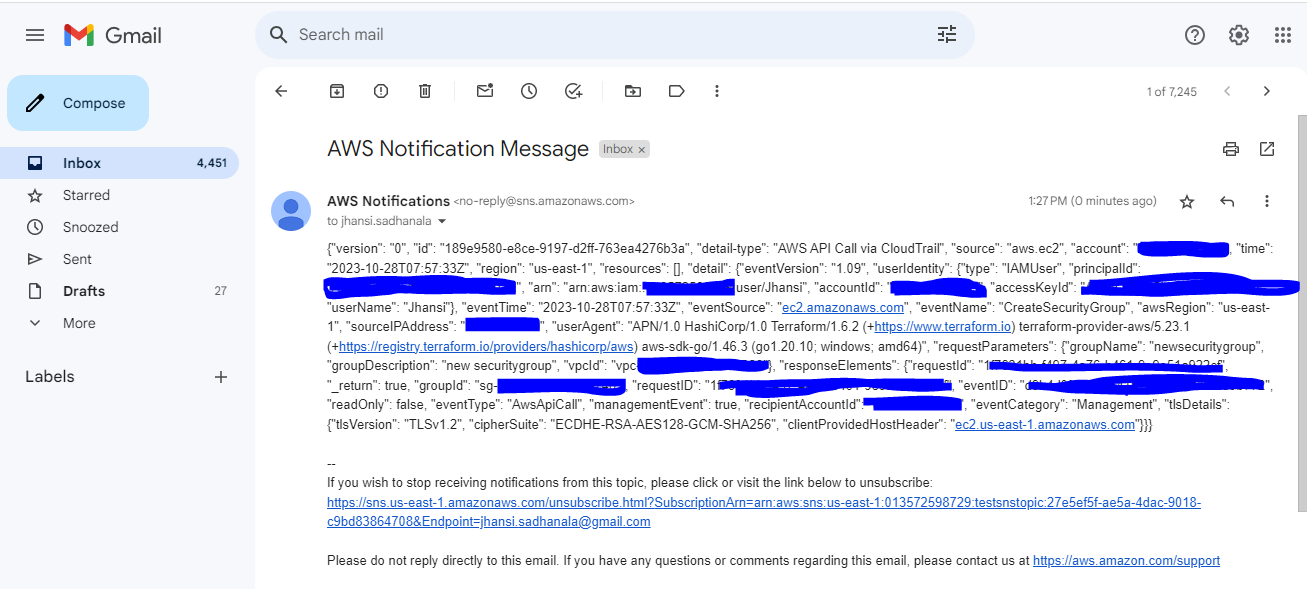 Gmail
Search mail
Compose
1 of 7,245
Inbox 4,451
Starred
Snoozed
Sent
Drafts 27
More
Labels
AWS Notification Message Inbox ×
AWS Notifications <no-reply@sns.amazonaws.com> 1:27 PM (0 minutes ago)
to jhansi.sadhanala
{"version": "0", "id": "189e9580-e8ce-9197-d2ff-763ea4276b3a", "detail-type": "AWS API Call via CloudTrail", "source": "aws.ec2", "account": " , "time":
"2023-10-28T07:57:33Z", "region": "us-east-1", "resources": [], "detail": {"eventVersion": "1.09", "userIdentity": {"type": "IAMUser", "principalId":
", "arn": "arn:aws:iam: user/Jhansi", "accountId": " ", "accessKeyId":
"userName": "Jhansi"}, "eventTime": "2023-10-28T07:57:33Z", "eventSource": "ec2.amazonaws.com", "eventName": "CreateSecurityGroup", "awsRegion": "us-east-
1", "sourceIPAddress": " ", "userAgent": "APN/1.0 HashiCorp/1.0 Terraform/1.6.2 (+https://www.terraform.io) terraform-provider-aws/5.23.1
(+https://registry.terraform.io/providers/hashicorp/aws) aws-sdk-go/1.46.3 (go1.20.10; windows; amd64)", "requestParameters": {"groupName": "newsecuritygroup",
"groupDescription": "new securitygroup", "vpcId": "vpc- "}, "responseElements": {"requestId":
"_return": true, "groupId": "sg- ", "requestID": ", "eventID":
"readOnly": false, "eventType": "AwsApiCall", "managementEvent": true, "recipientAccountId": ", "eventCategory": "Management", "tlsDetails":
{"tlsVersion": "TLSv1.2", "cipherSuite": "ECDHE-RSA-AES128-GCM-SHA256", "clientProvidedHostHeader": "ec2.us-east-1.amazonaws.com"}}}
--
If you wish to stop receiving notifications from this topic, please click or visit the link below to unsubscribe:
https://sns.us-east-1.amazonaws.com/unsubscribe.html?SubscriptionArn=arn:aws:sns:us-east-1:013572598729:testsnstopic:27e5ef5f-ae5a-4dac-9018-
c9bd83864708&Endpoint=jhansi.sadhanala@gmail.com
Please do not reply directly to this email. If you have any questions or comments regarding this email, please contact us at https://aws.amazon.com/support